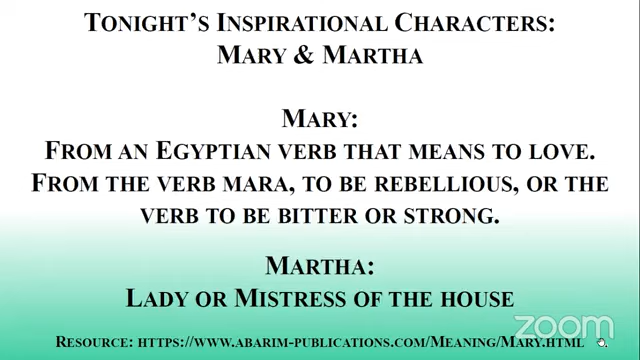 Tonight's Inspirational Characters:
Mary & Martha
Mary:
From an Egyptian verb that means to love.
From the verb mara, to be rebellious, or the
verb to be bitter or strong.
Martha:
Lady or Mistress of the house
zoom
Resource: https://www.abarim-publications.com/Meaning/Mary.html